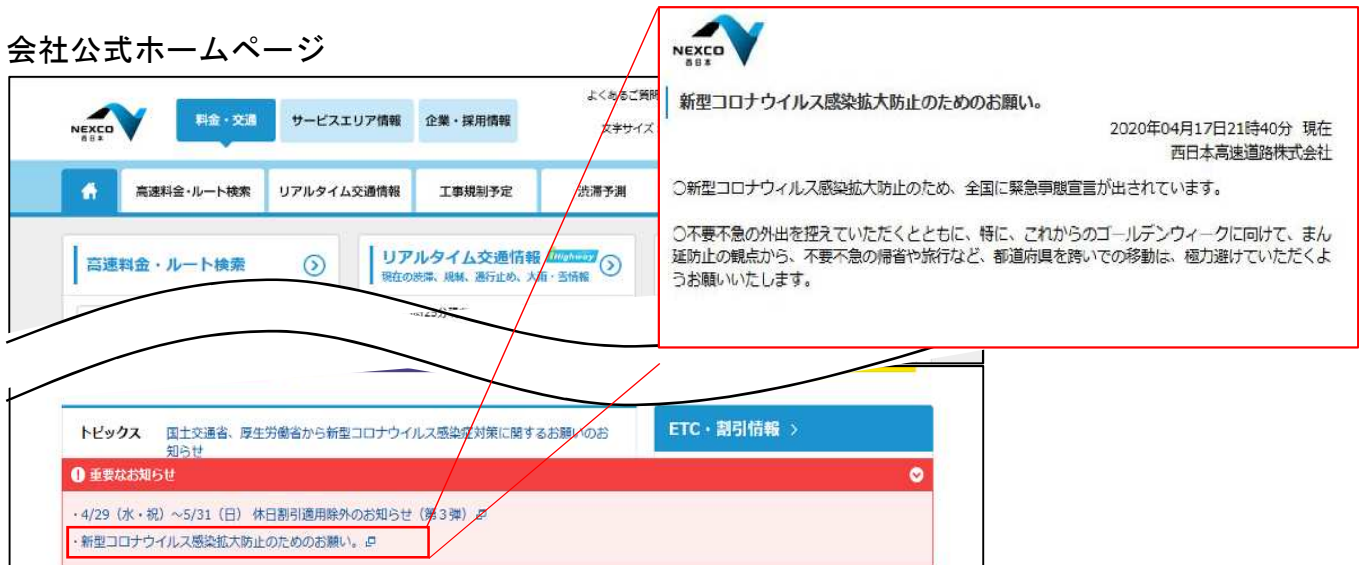 会社公式ホームページ
NEXCO
西日本
料金・交通
サービスエリア情報
企業・採用情報
よくあるご質問
文字サイズ
高速料金・ルート検索
リアルタイム交通情報
工事規制予定
渋滞予測
高速料金・ルート検索
リアルタイム交通情報 iHighway
現在の渋滞、規制、通行止め、大雨・雪情報
NEXCO
西日本
新型コロナウイルス感染拡大防止のためのお願い。
2020年04月17日21時40分 現在
西日本高速道路株式会社
○新型コロナウィルス感染拡大防止のため、全国に緊急事態宣言が出されています。
○不要不急の外出を控えていただくとともに、特に、これからのゴールデンウィークに向けて、まん
延防止の観点から、不要不急の帰省や旅行など、都道府県を跨いでの移動は、極力避けていただくよ
うお願いいたします。
トピックス
国土交通省、厚生労働省から新型コロナウイルス感染症対策に関するお願いのお
知らせ
ETC・割引情報
重要なお知らせ
・4/29（水・祝）～5/31（日） 休日割引適用除外のお知らせ（第３弾）
・新型コロナウイルス感染拡大防止のためのお願い。